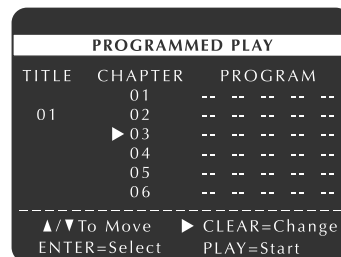 PROGRAMMED PLAY
TITLE CHAPTER PROGRAM
01 -- -- -- -- --
01 02 -- -- -- -- --
▶ 03 -- -- -- -- --
04 -- -- -- -- --
05 -- -- -- -- --
06 -- -- -- -- --
▲/▼To Move ▶ CLEAR=Change
ENTER=Select PLAY=Start